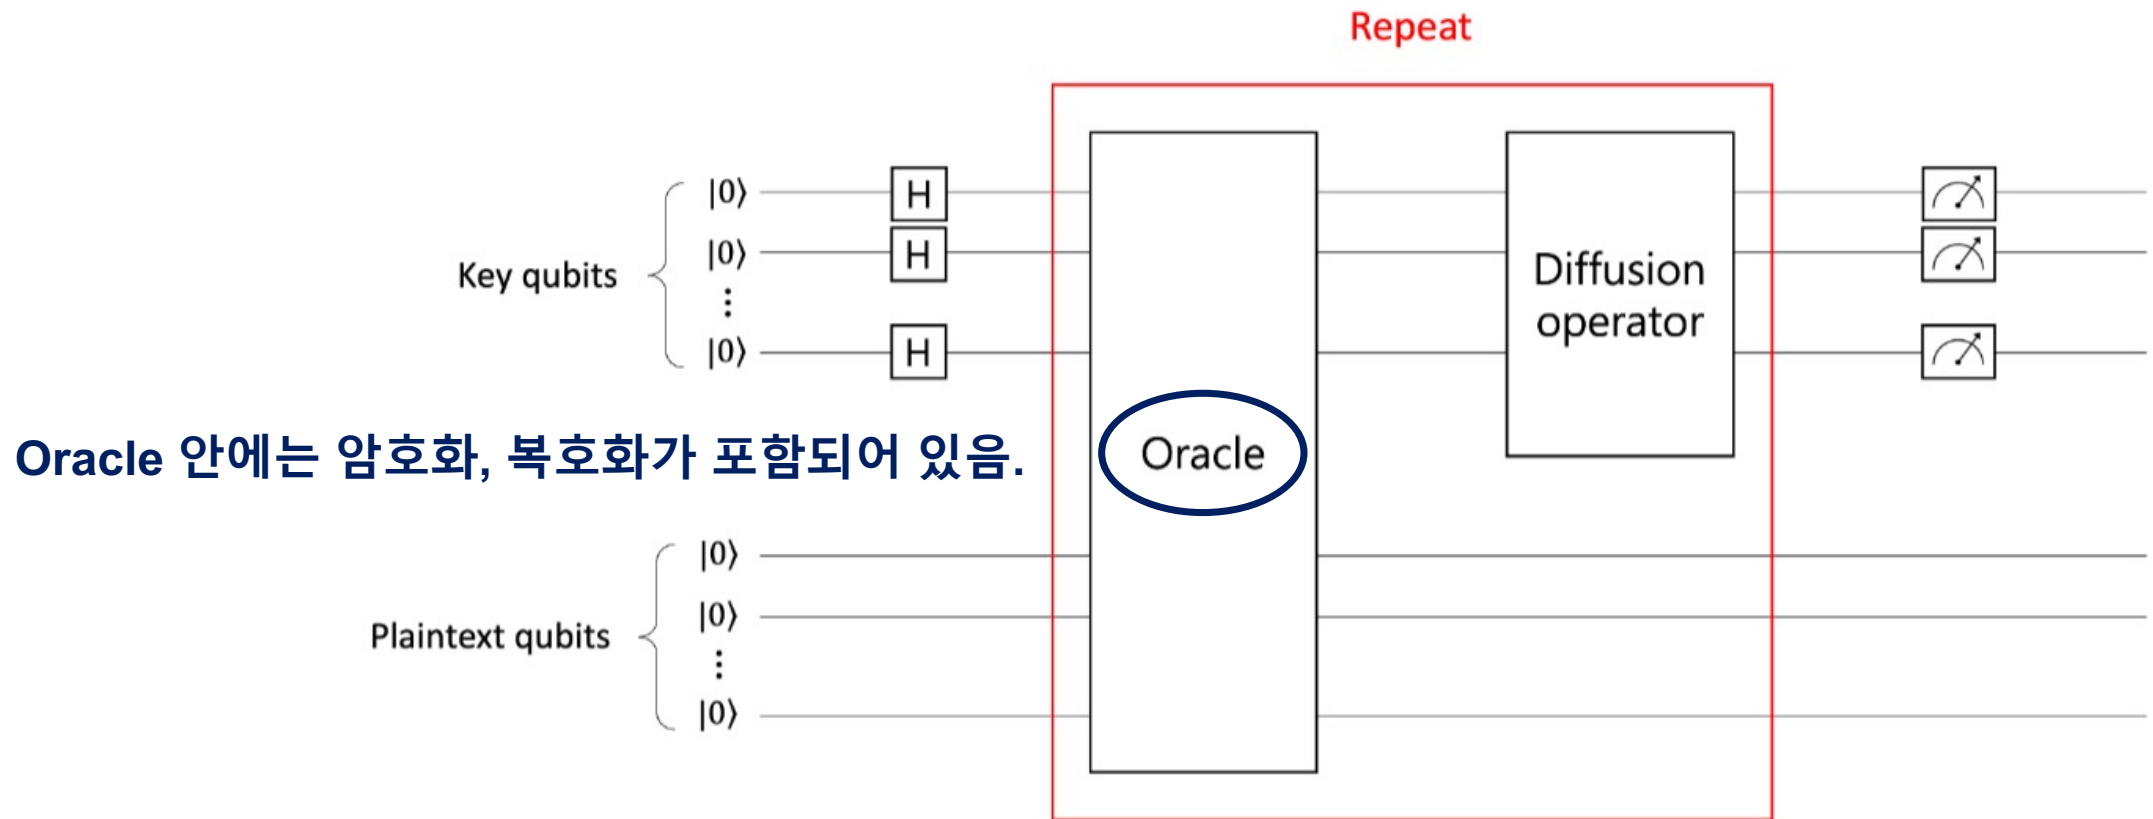 Repeat
Key qubits
|0⟩
H
|0⟩
H
⋮
|0⟩
H
Diffusion
operator
Oracle 안에는 암호화, 복호화가 포함되어 있음.
Oracle
Plaintext qubits
|0⟩
|0⟩
⋮
|0⟩